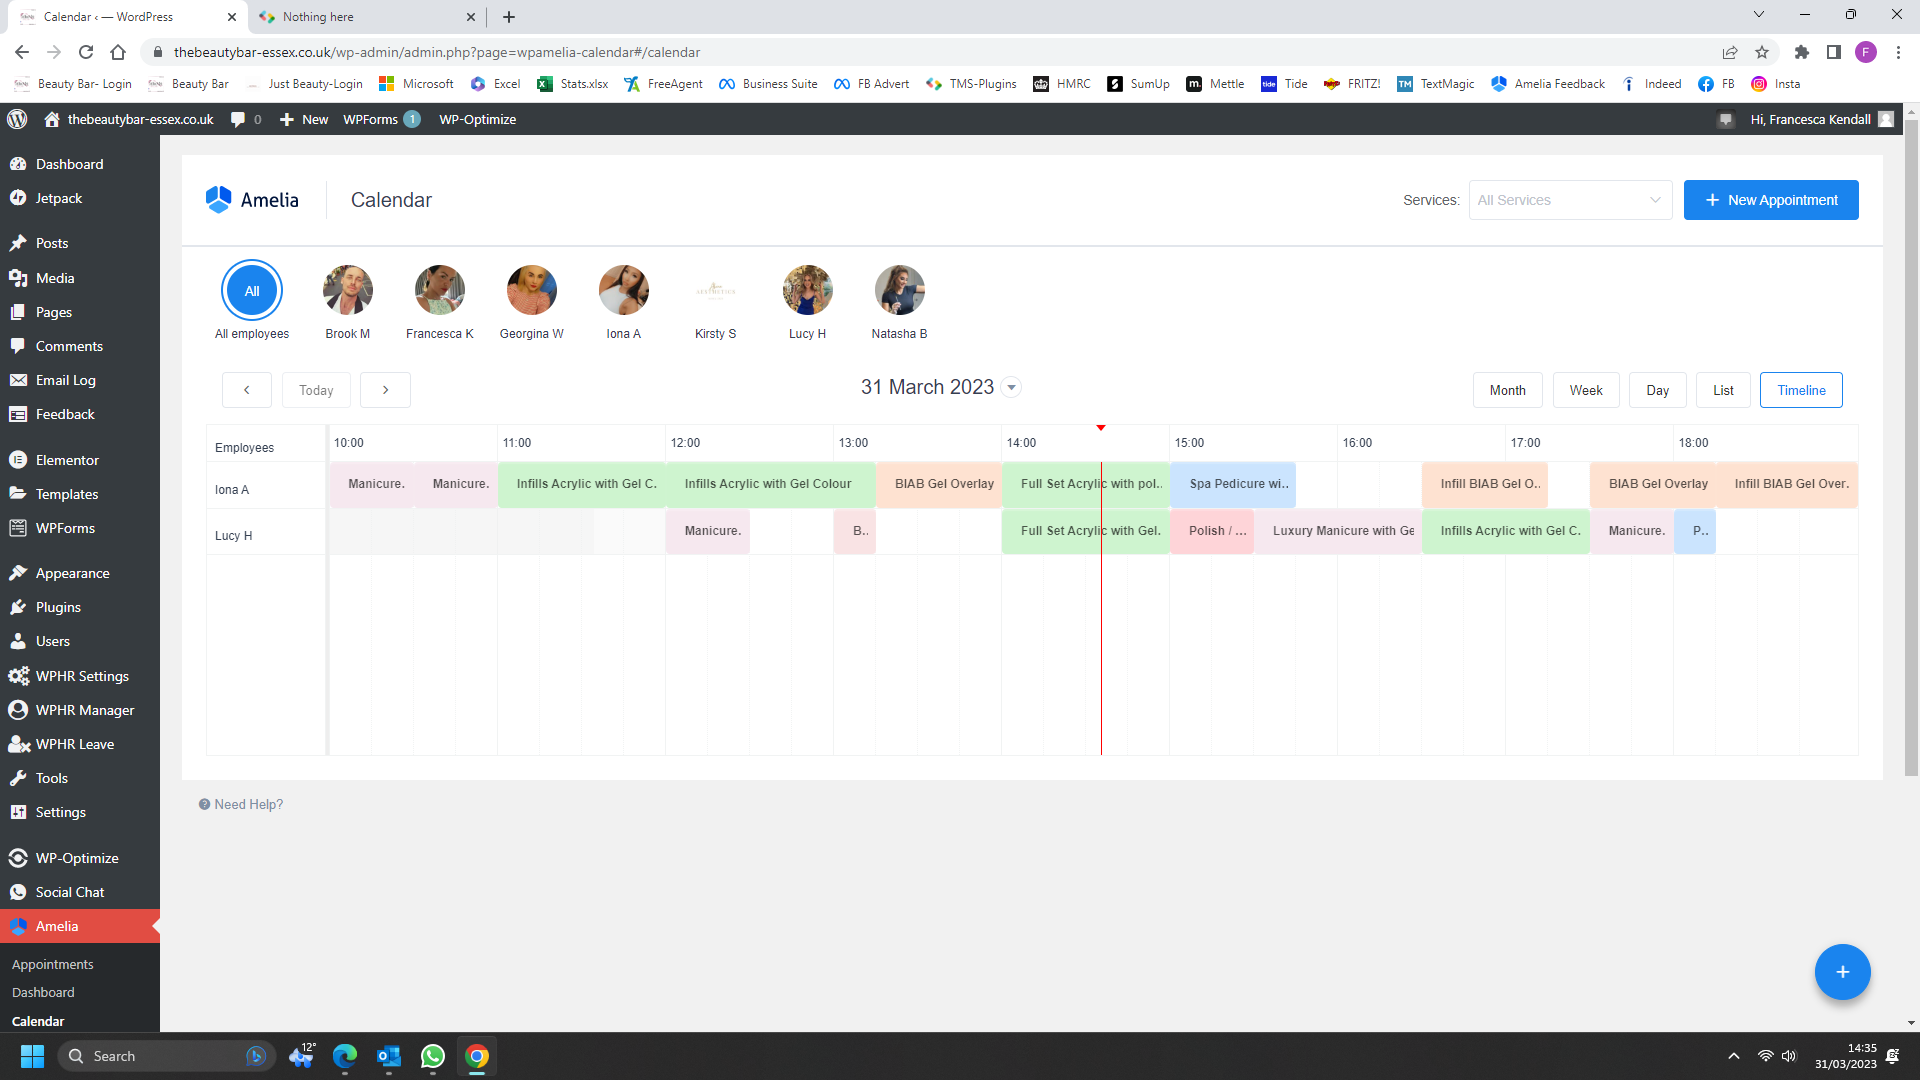 Calendar ‹ — WordPress
Nothing here
thebeautybar-essex.co.uk/wp-admin/admin.php?page=wpamelia-calendar#/calendar
F
Beauty Bar- Login
Beauty Bar
Just Beauty-Login
Microsoft
Excel
Stats.xlsx
FreeAgent
Business Suite
FB Advert
TMS-Plugins
HMRC
SumUp
Mettle
Tide
FRITZ!
TextMagic
Amelia Feedback
Indeed
FB
Insta
thebeautybar-essex.co.uk
0
New
WPForms 1
WP-Optimize
Hi, Francesca Kendall
Dashboard
Jetpack
Posts
Media
Pages
Comments
Email Log
Feedback
Elementor
Templates
WPForms
Appearance
Plugins
Users
WPHR Settings
WPHR Manager
WPHR Leave
Tools
Settings
WP-Optimize
Social Chat
Amelia
Appointments
Dashboard
Calendar
Amelia
Calendar
Services:
All Services
+ New Appointment
All
All employees
Brook M
Francesca K
Georgina W
Iona A
Kirsty S
Lucy H
Natasha B
Today
31 March 2023
Month
Week
Day
List
Timeline
Employees
10:00
11:00
12:00
13:00
14:00
15:00
16:00
17:00
18:00
Iona A
Manicure.
Manicure.
Infills Acrylic with Gel C.
Infills Acrylic with Gel Colour
BIAB Gel Overlay
Full Set Acrylic with pol..
Spa Pedicure wi..
Infill BIAB Gel O..
BIAB Gel Overlay
Infill BIAB Gel Over.
Lucy H
Manicure.
B..
Full Set Acrylic with Gel.
Polish / ...
Luxury Manicure with Ge
Infills Acrylic with Gel C.
Manicure.
P..
Need Help?
Search
12°
14:35
31/03/2023